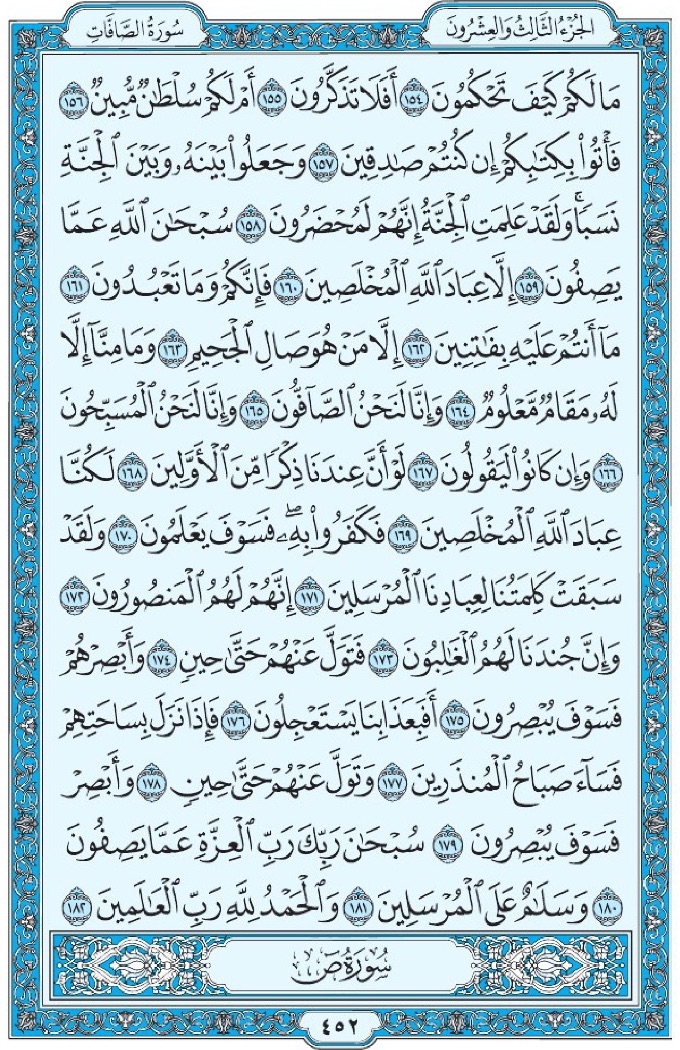 الجُزْءُ الثَّالِثُ وَالعِشْرُونَ
سُورَةُ الصَّافَّاتِ
مَا لَكُمْ كَيْفَ تَحْكُمُونَ ١٥٤ أَفَلَا تَذَكَّرُونَ ١٥٥ أَمْ لَكُمْ سُلْطَٰنٌ مُّبِينٌ ١٥٦
فَأْتُوا۟ بِكِتَٰبِكُمْ إِن كُنتُمْ صَٰدِقِينَ ١٥٧ وَجَعَلُوا۟ بَيْنَهُۥ وَبَيْنَ ٱلْجِنَّةِ
نَسَبًا ۚ وَلَقَدْ عَلِمَتِ ٱلْجِنَّةُ إِنَّهُمْ لَمُحْضَرُونَ ١٥٨ سُبْحَٰنَ ٱللَّهِ عَمَّا
يَصِفُونَ ١٥٩ إِلَّا عِبَادَ ٱللَّهِ ٱلْمُخْلَصِينَ ١٦٠ فَإِنَّكُمْ وَمَا تَعْبُدُونَ ١٦١
مَآ أَنتُمْ عَلَيْهِ بِفَٰتِنِينَ ١٦٢ إِلَّا مَنْ هُوَ صَالِ ٱلْجَحِيمِ ١٦٣ وَمَا مِنَّآ إِلَّا
لَهُۥ مَقَامٌ مَّعْلُومٌ ١٦٤ وَإِنَّا لَنَحْنُ ٱلصَّآفُّونَ ١٦٥ وَإِنَّا لَنَحْنُ ٱلْمُسَبِّحُونَ
١٦٦ وَإِن كَانُوا۟ لَيَقُولُونَ ١٦٧ لَوْ أَنَّ عِندَنَا ذِكْرًا مِّنَ ٱلْأَوَّلِينَ ١٦٨ لَكُنَّا
عِبَادَ ٱللَّهِ ٱلْمُخْلَصِينَ ١٦٩ فَكَفَرُوا۟ بِهِۦ ۖ فَسَوْفَ يَعْلَمُونَ ١٧٠ وَلَقَدْ
سَبَقَتْ كَلِمَتُنَا لِعِبَادِنَا ٱلْمُرْسَلِينَ ١٧١ إِنَّهُمْ لَهُمُ ٱلْمَنصُورُونَ ١٧٢
وَإِنَّ جُندَنَا لَهُمُ ٱلْغَٰلِبُونَ ١٧٣ فَتَوَلَّ عَنْهُمْ حَتَّىٰ حِينٍ ١٧٤ وَأَبْصِرْهُمْ
فَسَوْفَ يُبْصِرُونَ ١٧٥ أَفَبِعَذَابِنَا يَسْتَعْجِلُونَ ١٧٦ فَإِذَا نَزَلَ بِسَاحَتِهِمْ
فَسَآءَ صَبَاحُ ٱلْمُنذَرِينَ ١٧٧ وَتَوَلَّ عَنْهُمْ حَتَّىٰ حِينٍ ١٧٨ وَأَبْصِرْ
فَسَوْفَ يُبْصِرُونَ ١٧٩ سُبْحَٰنَ رَبِّكَ رَبِّ ٱلْعِزَّةِ عَمَّا يَصِفُونَ
١٨٠ وَسَلَٰمٌ عَلَى ٱلْمُرْسَلِينَ ١٨١ وَٱلْحَمْدُ لِلَّهِ رَبِّ ٱلْعَٰلَمِينَ ١٨٢
سُورَةُ صٓ
٤٥٢